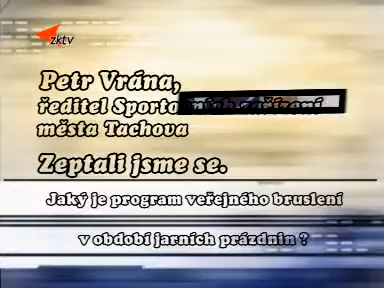 zktv
Petr Vrána,
ředitel Sporto
města Tachova
Zeptali jsme se.
Jaký je program veřejného bruslení
v období jarních prázdnin ?